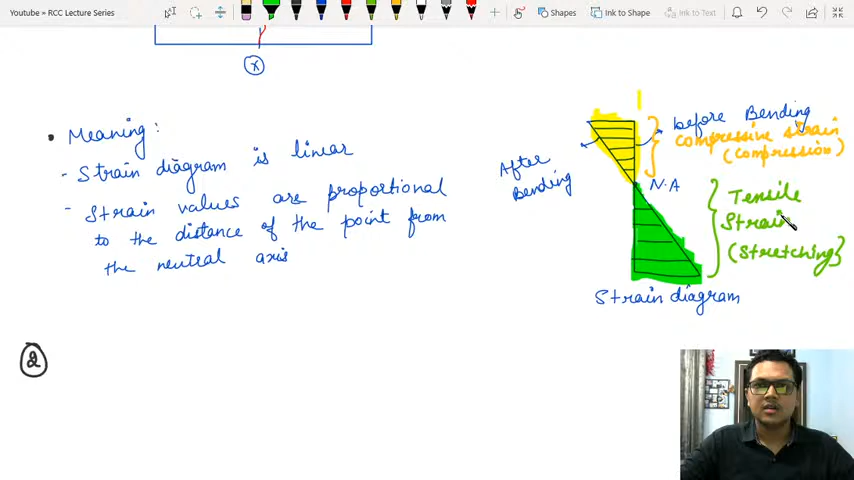 Youtube » RCC Lecture Series
Shapes
Ink to Shape
Ink to Text
x
Meaning:
- Strain diagram is linear
- Strain values are proportional
to the distance of the point from
the neutral axis
before Bending
compressive strain
(compression)
After
Bending
N.A
Tensile
Strain
(Stretching)
Strain diagram
2